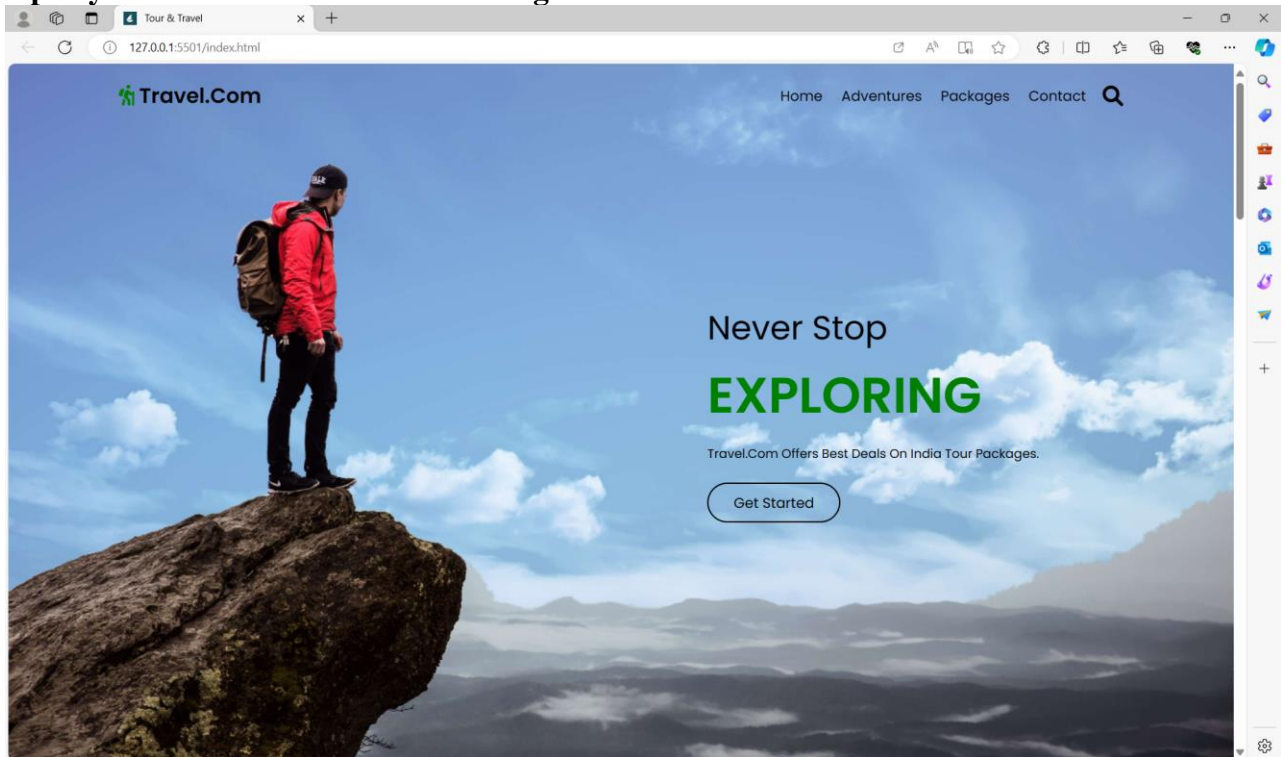 Tour & Travel
127.0.0.1:5501/index.html
Travel.Com
Home Adventures Packages Contact
Never Stop
EXPLORING
Travel.Com Offers Best Deals On India Tour Packages.
Get Started